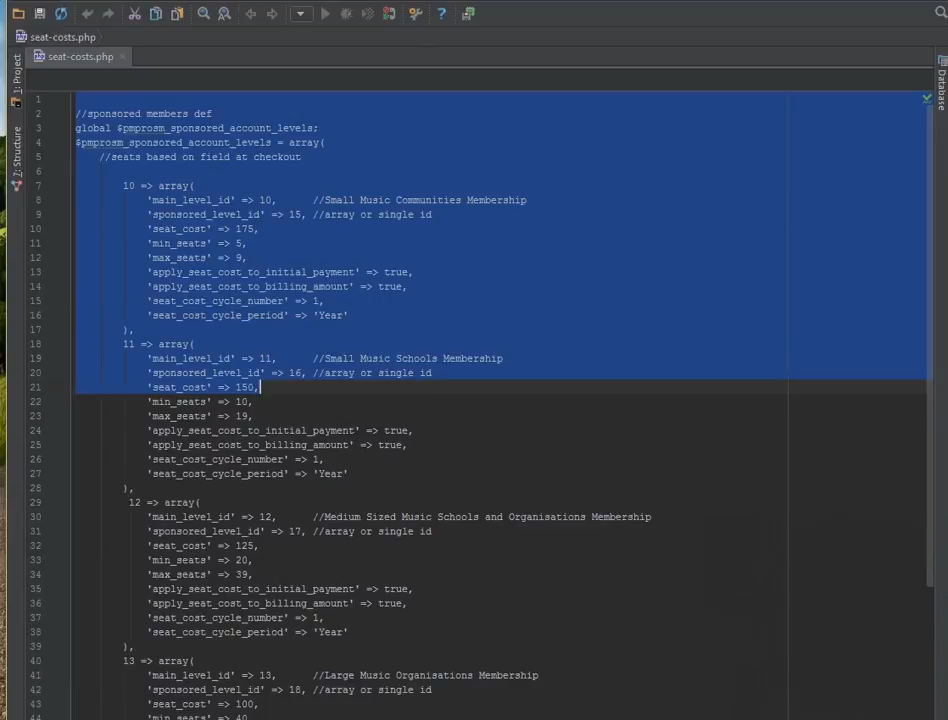 seat-costs.php
seat-costs.php
1: Project
7: Structure
Database
1
2 //sponsored members def
3 global $pmprosm_sponsored_account_levels;
4 $pmprosm_sponsored_account_levels = array(
5 //seats based on field at checkout
6
7 10 => array(
8 'main_level_id' => 10, //Small Music Communities Membership
9 'sponsored_level_id' => 15, //array or single id
10 'seat_cost' => 175,
11 'min_seats' => 5,
12 'max_seats' => 9,
13 'apply_seat_cost_to_initial_payment' => true,
14 'apply_seat_cost_to_billing_amount' => true,
15 'seat_cost_cycle_number' => 1,
16 'seat_cost_cycle_period' => 'Year'
17 ),
18 11 => array(
19 'main_level_id' => 11, //Small Music Schools Membership
20 'sponsored_level_id' => 16, //array or single id
21 'seat_cost' => 150,
22 'min_seats' => 10,
23 'max_seats' => 19,
24 'apply_seat_cost_to_initial_payment' => true,
25 'apply_seat_cost_to_billing_amount' => true,
26 'seat_cost_cycle_number' => 1,
27 'seat_cost_cycle_period' => 'Year'
28 ),
29 12 => array(
30 'main_level_id' => 12, //Medium Sized Music Schools and Organisations Membership
31 'sponsored_level_id' => 17, //array or single id
32 'seat_cost' => 125,
33 'min_seats' => 20,
34 'max_seats' => 39,
35 'apply_seat_cost_to_initial_payment' => true,
36 'apply_seat_cost_to_billing_amount' => true,
37 'seat_cost_cycle_number' => 1,
38 'seat_cost_cycle_period' => 'Year'
39 ),
40 13 => array(
41 'main_level_id' => 13, //Large Music Organisations Membership
42 'sponsored_level_id' => 18, //array or single id
43 'seat_cost' => 100,
44 'min_seats' => 40,